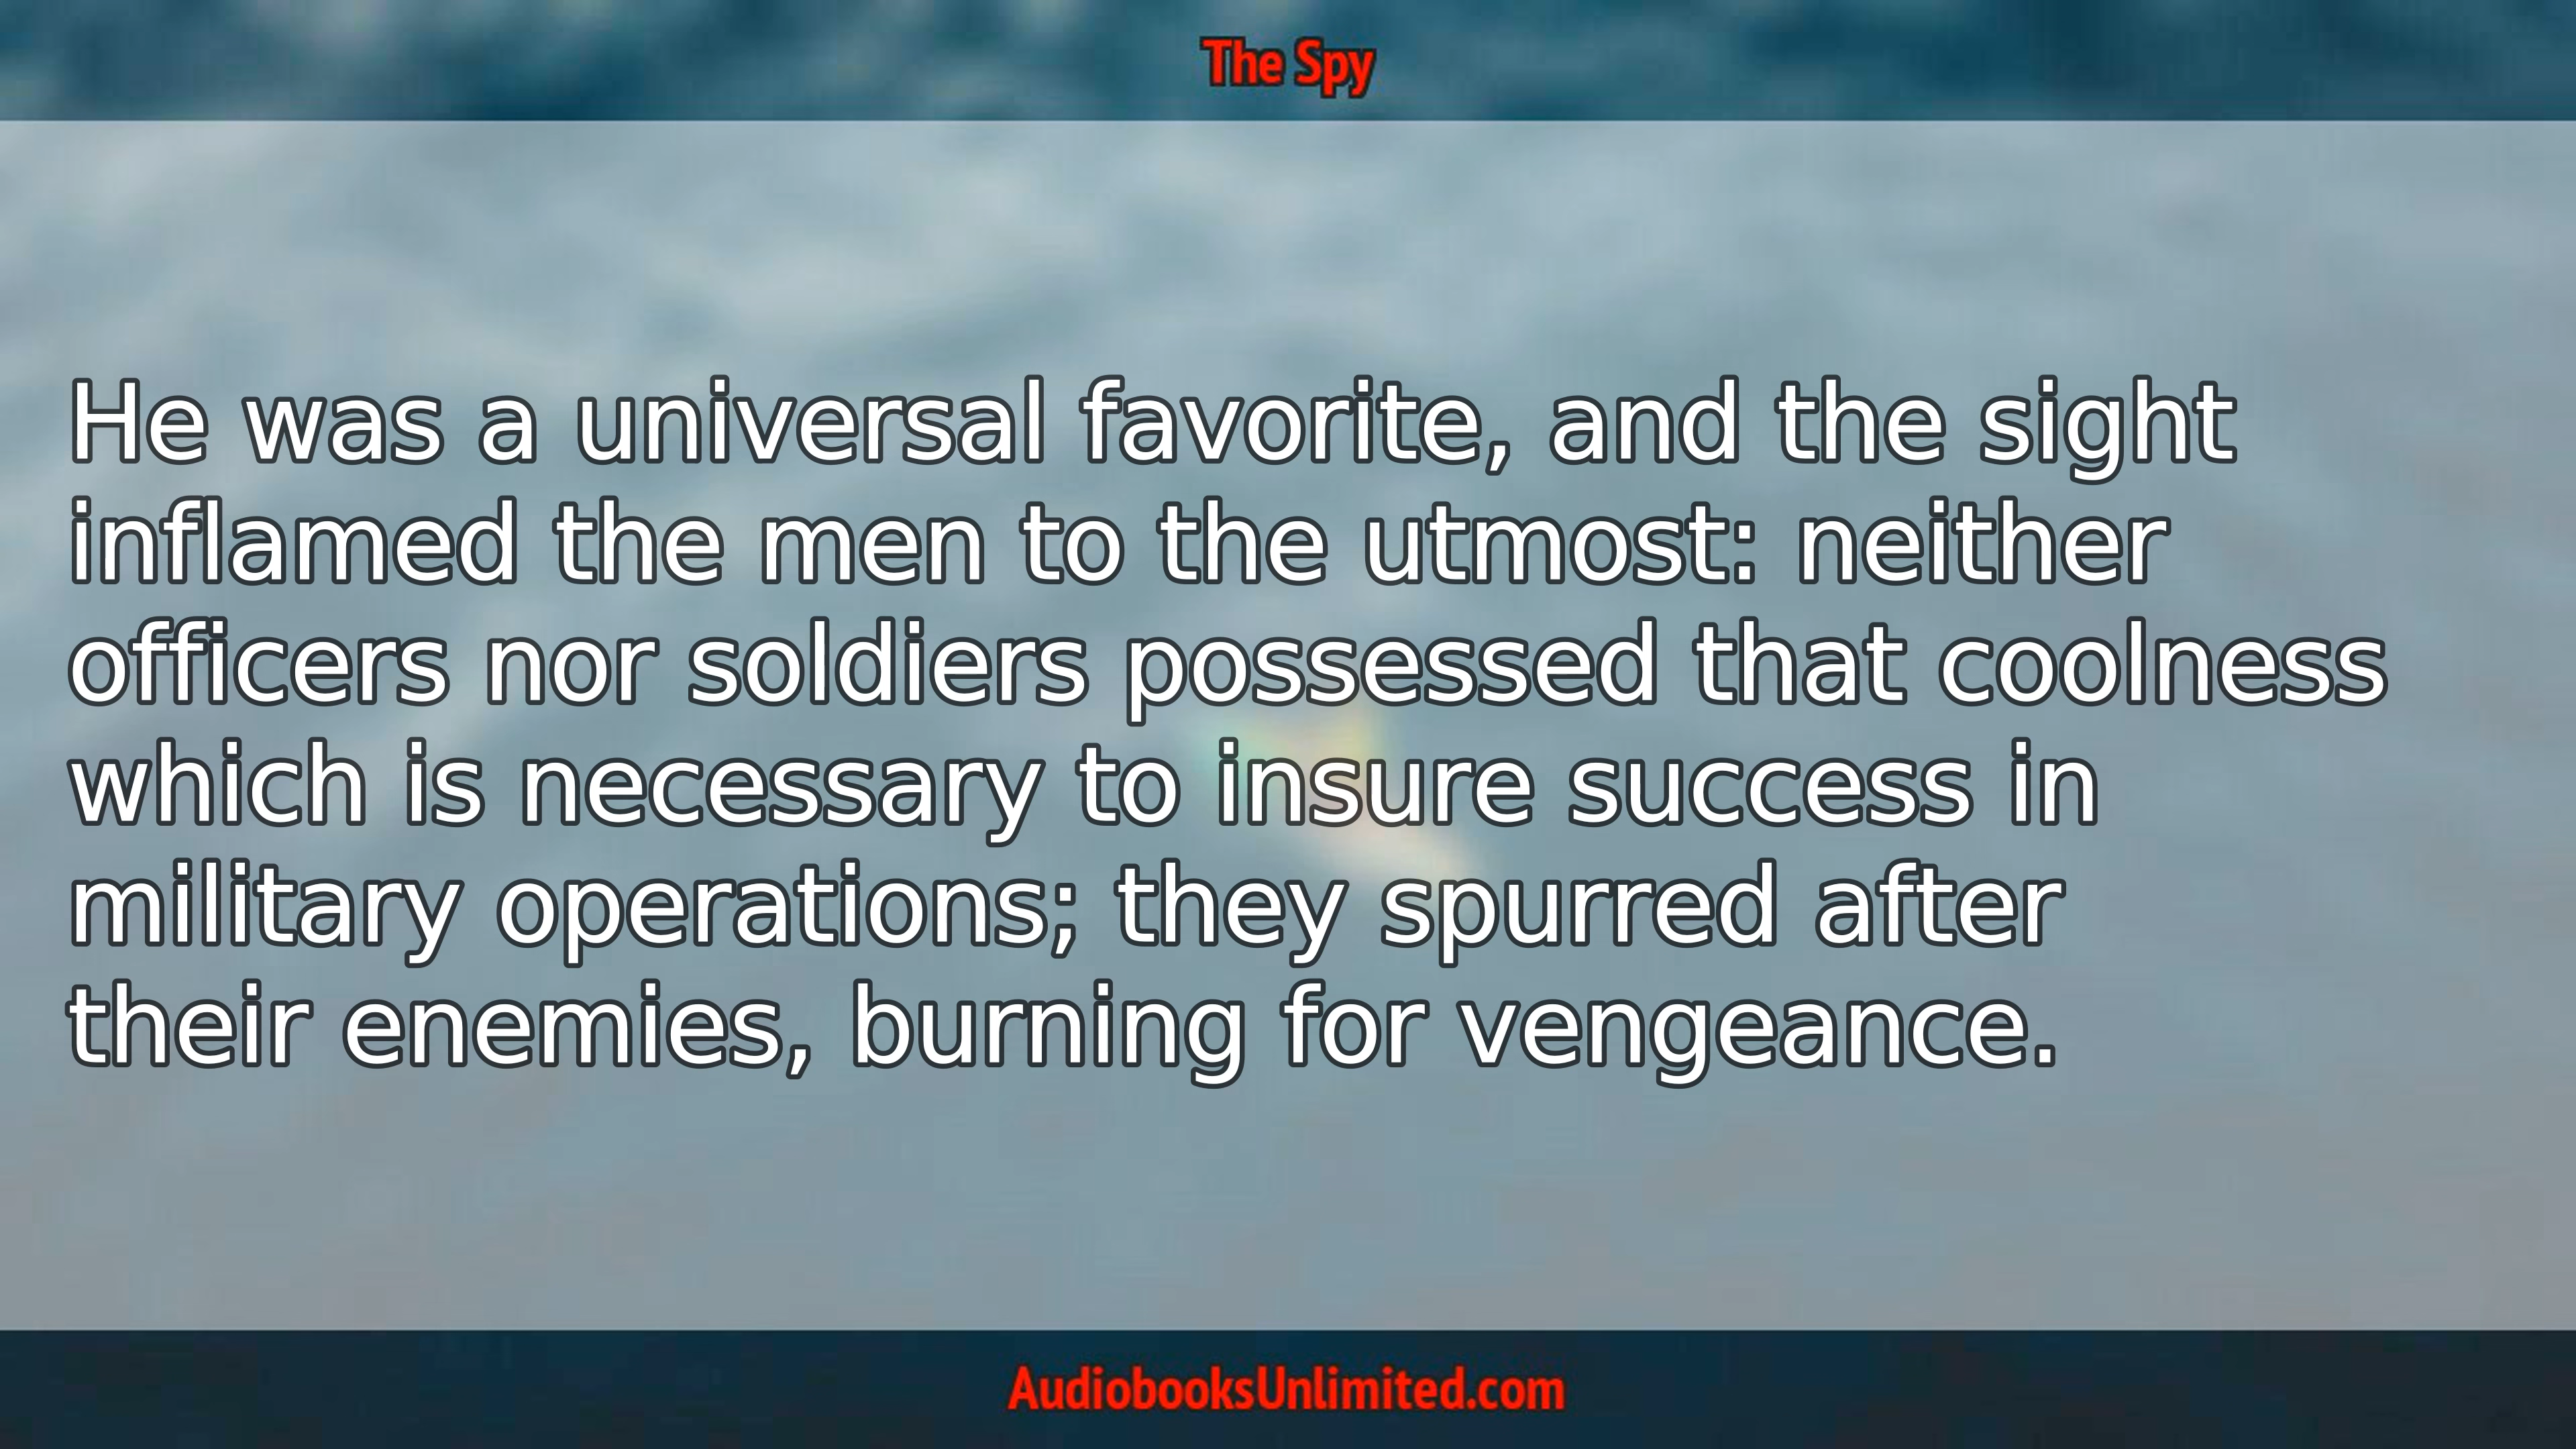 The Spy
He was a universal favorite, and the sight
inflamed the men to the utmost: neither
officers nor soldiers possessed that coolness
which is necessary to insure success in
military operations; they spurred after
their enemies, burning for vengeance.
AudiobooksUnlimited.com